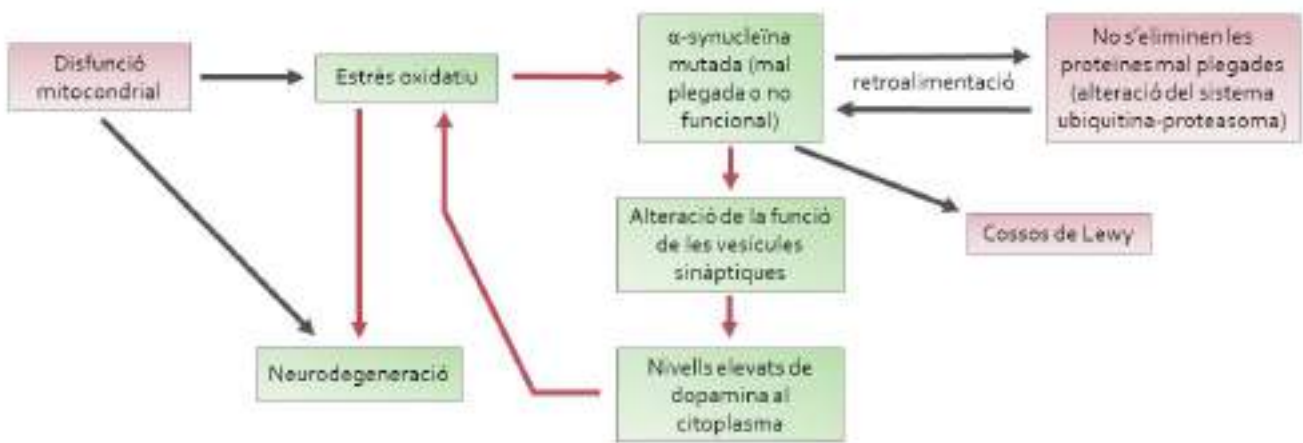 Disfunció
mitocondrial
Estrès oxidatiu
α-synucleïna
mutada (mal
plegada o no
funcional)
retroalimentació
No s'eliminen les
proteïnes mal plegades
(alteració del sistema
ubiquitina-proteasoma)
Alteració de la funció
de les vesícules
sinàptiques
Cossos de Lewy
Neurodegeneració
Nivells elevats de
dopamina al
citoplasma